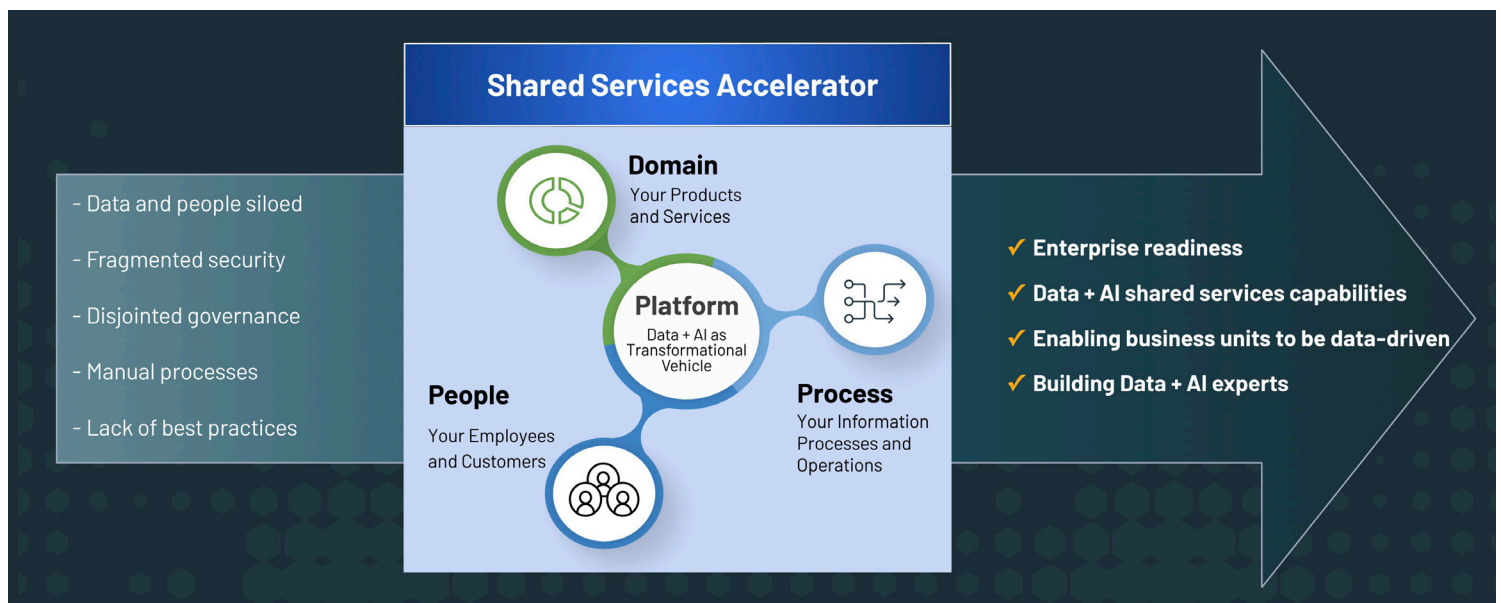 Shared Services Accelerator
- Data and people siloed
- Fragmented security
- Disjointed governance
- Manual processes
- Lack of best practices
Domain
Your Products
and Services
Platform
Data + AI as
Transformational
Vehicle
People
Your Employees
and Customers
Process
Your Information
Processes and
Operations
✓ Enterprise readiness
✓ Data + AI shared services capabilities
✓ Enabling business units to be data-driven
✓ Building Data + AI experts